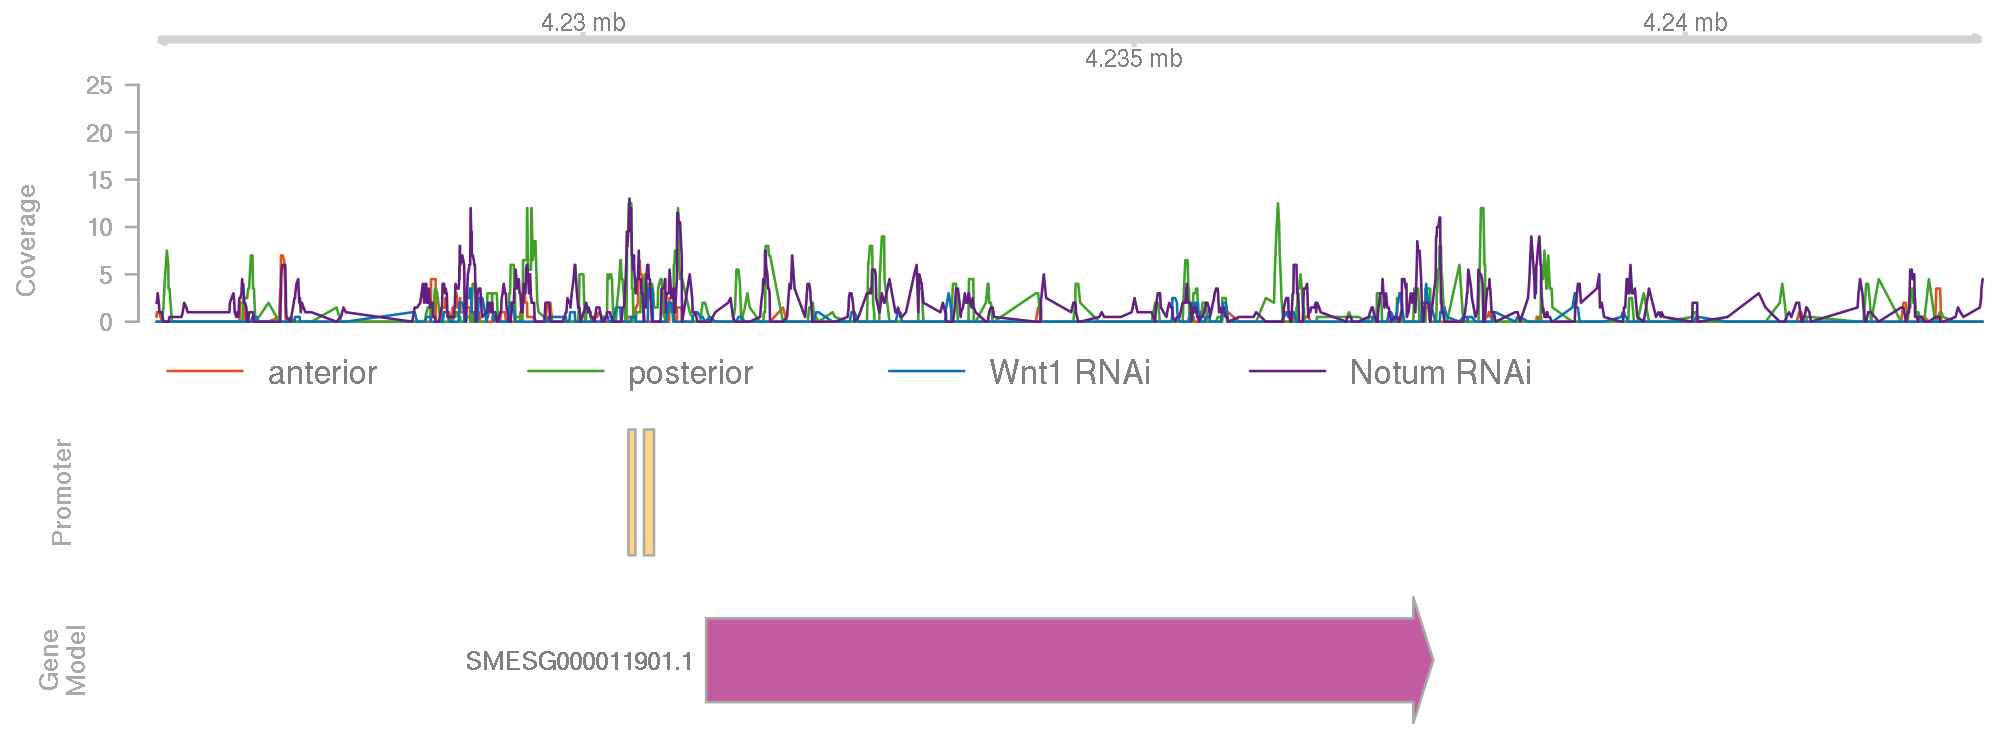 4.23 mb
4.24 mb
4.235 mb
25
20
15
10
5
0
Coverage
anterior
posterior
Wnt1 RNAi
Notum RNAi
Promoter
Gene
Model
SMESG000011901.1